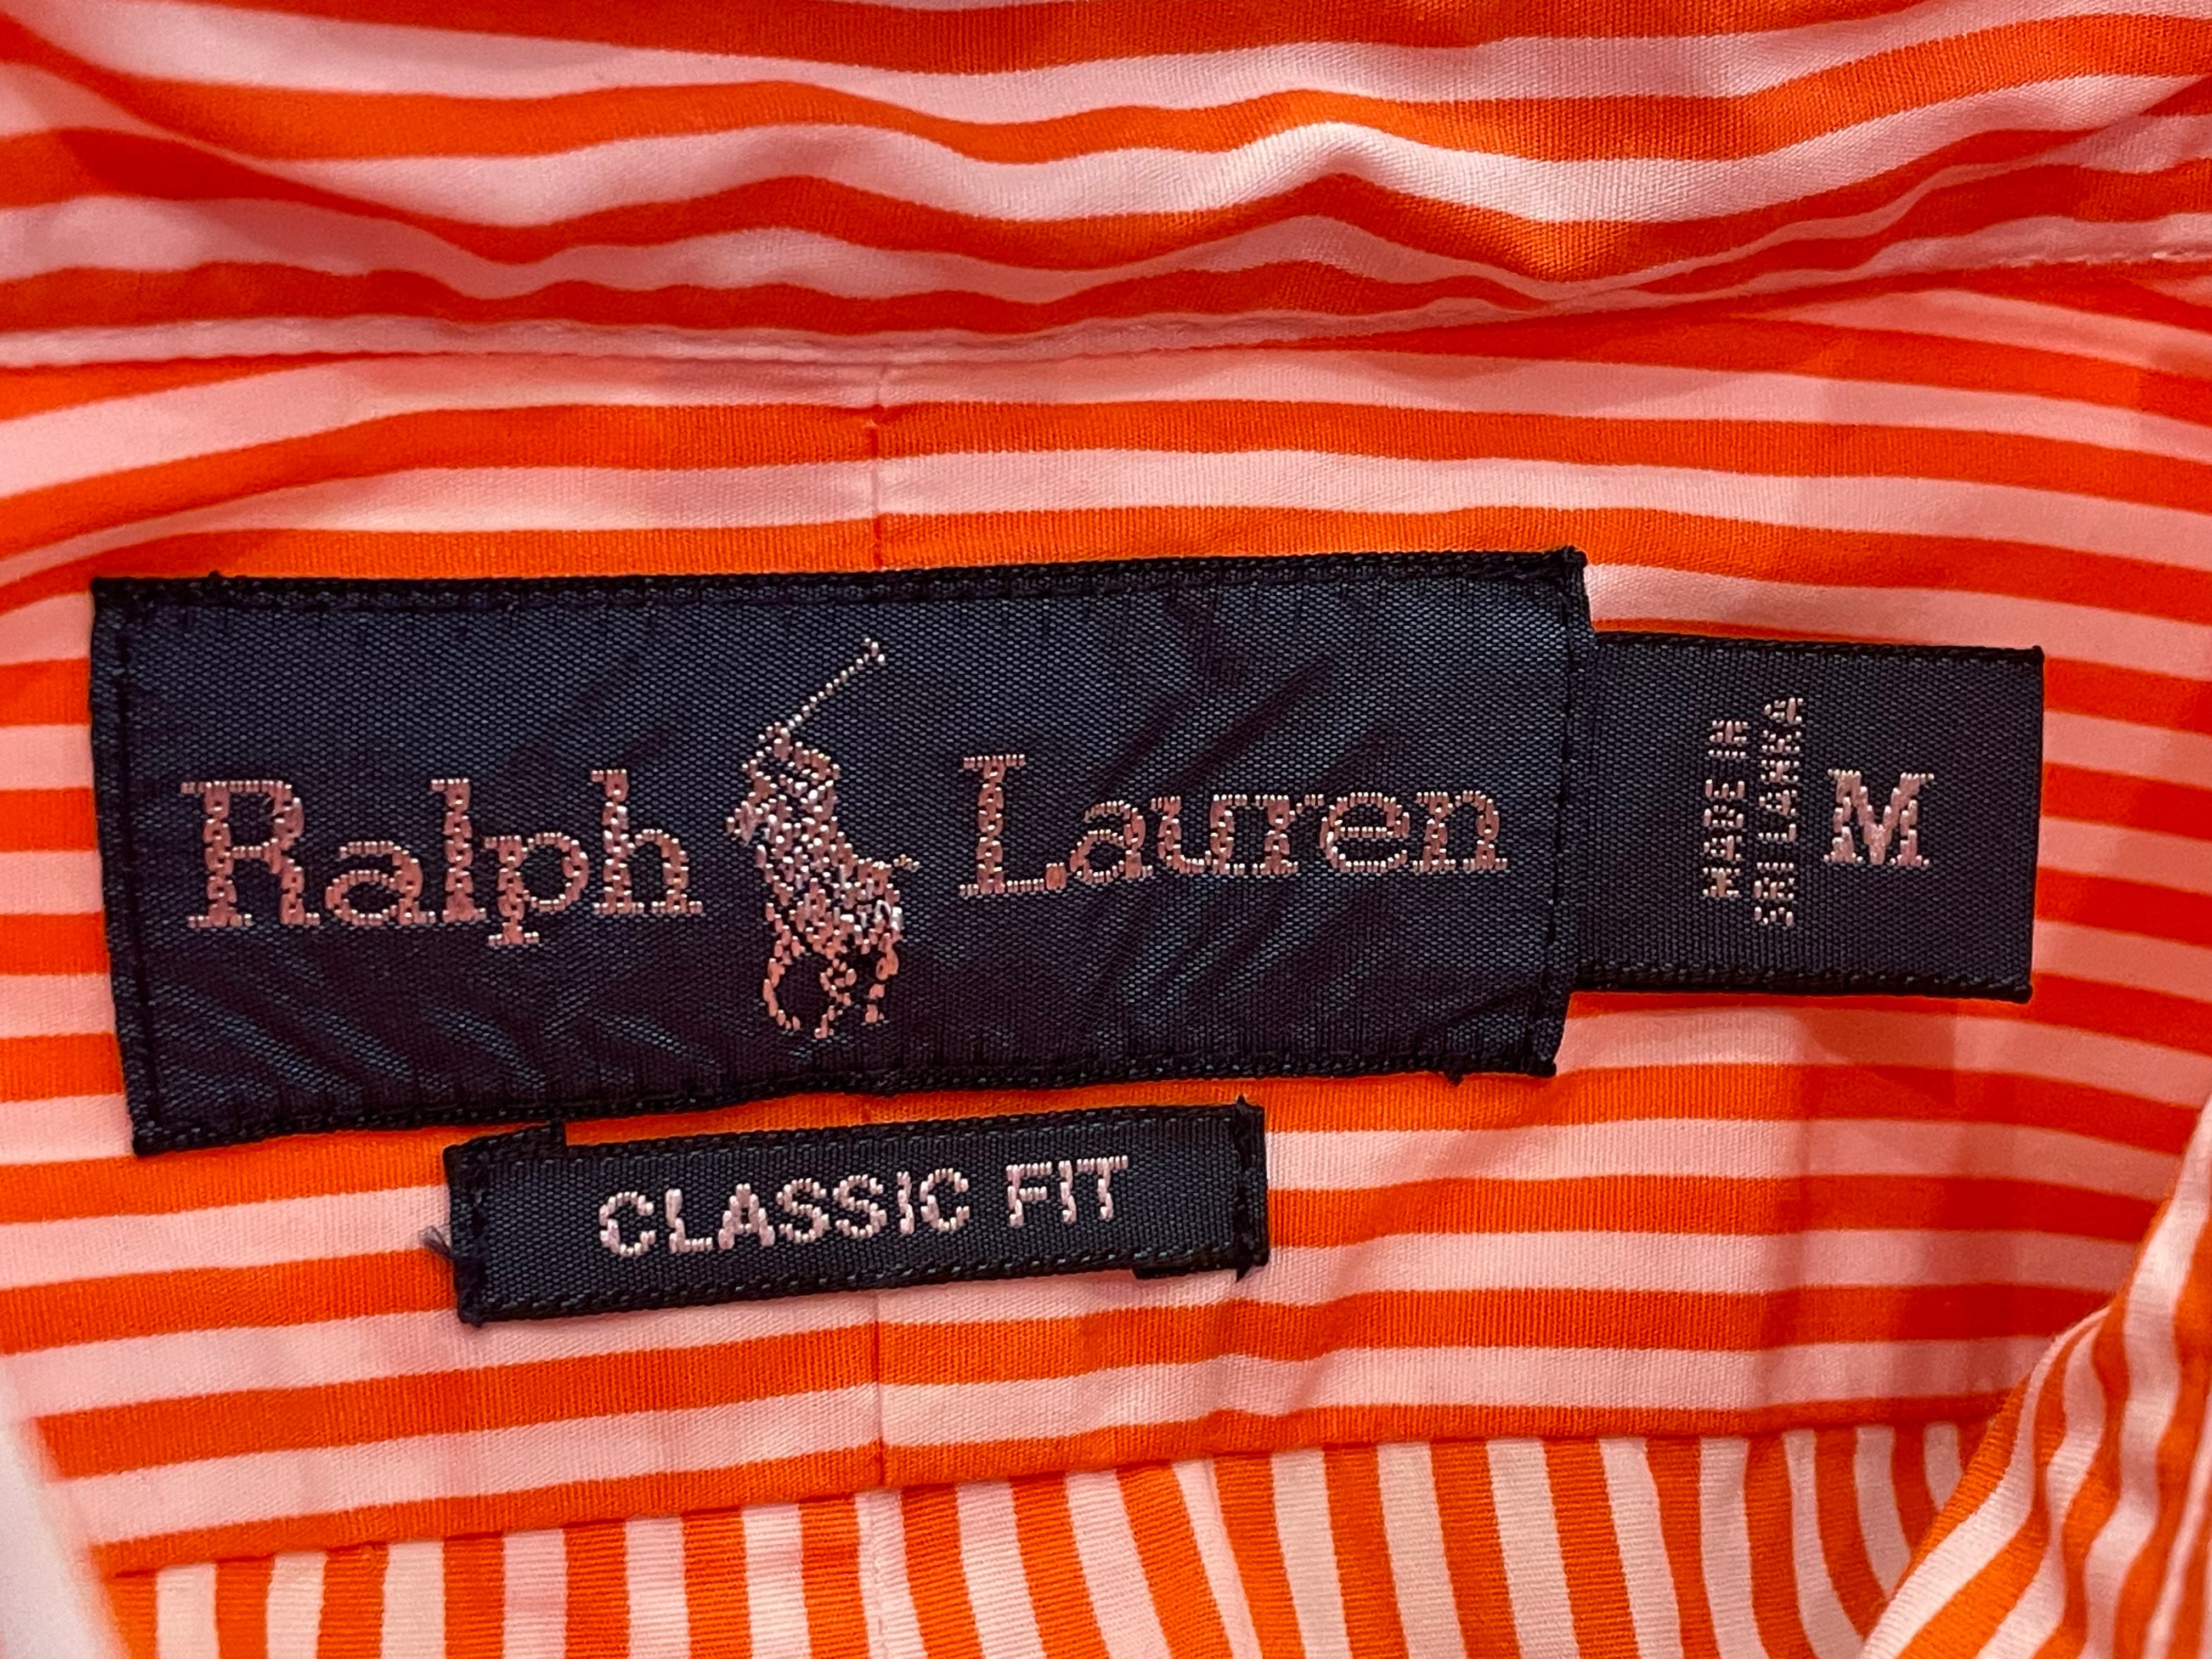 Ralph Lauren
MADE IN
SRI LANKA
M
CLASSIC FIT